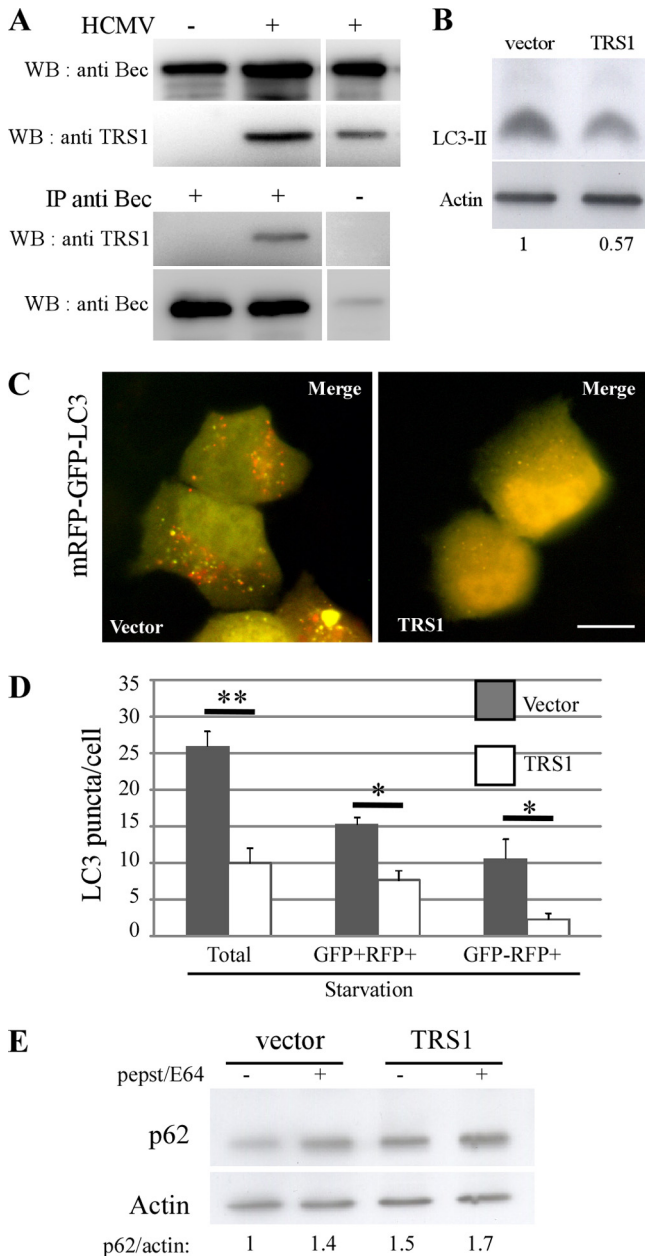 A
HCMV - + +
WB : anti Bec
WB : anti TRS1
IP anti Bec + + -
WB : anti TRS1
WB : anti Bec
B
vector TRS1
LC3-II
Actin
1 0.57
C
mRFP-GFP-LC3
Merge
Vector
Merge
TRS1
D
LC3 puncta/cell
35
30
25
20
15
10
5
0
** * *
Vector
TRS1
Total GFP+RFP+ GFP-RFP+
Starvation
E
vector TRS1
pepst/E64 - + - +
p62
Actin
p62/actin: 1 1.4 1.5 1.7